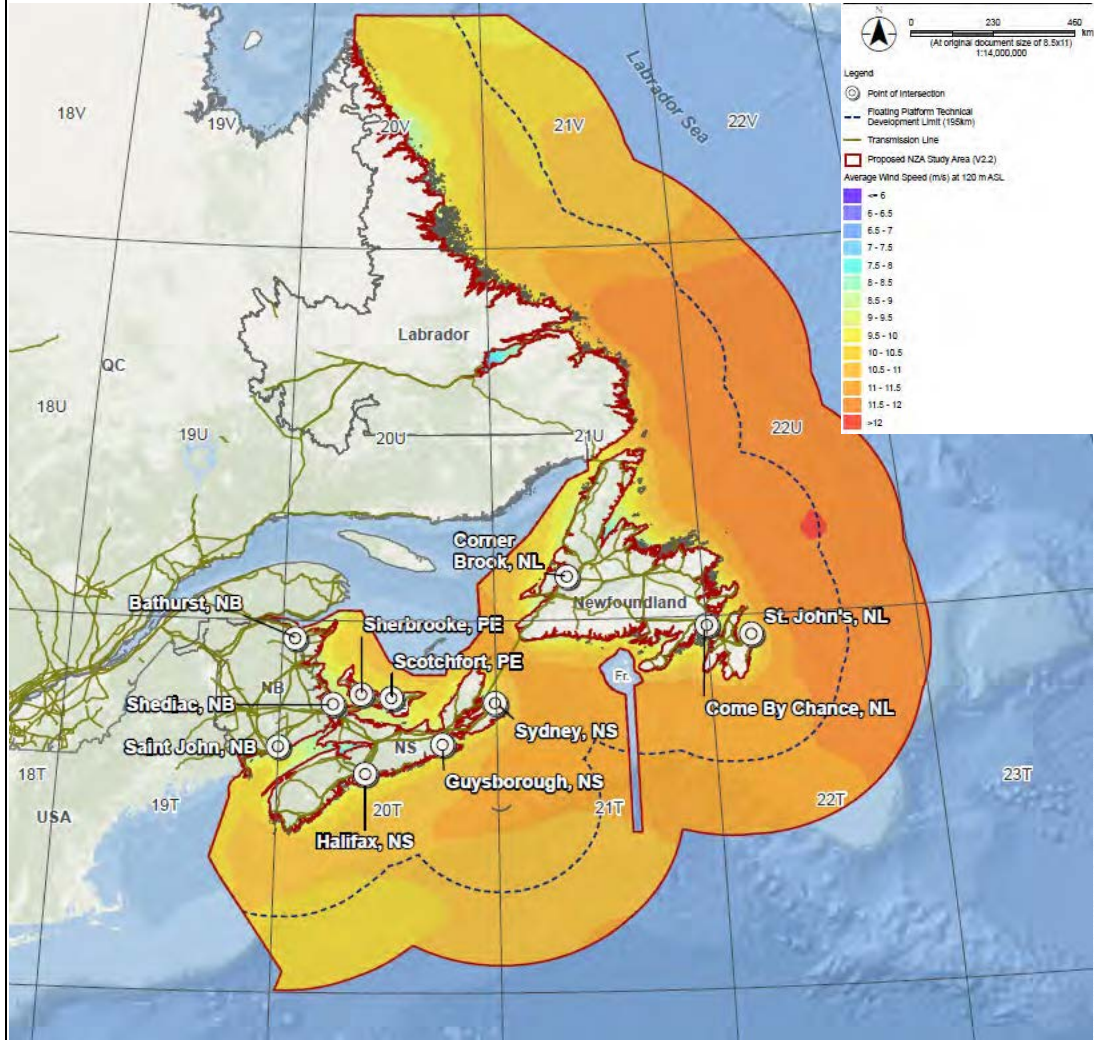 0 230 460
km
(At original document size of 8.5x11)
1:14,000,000
Legend
Point of Intersection
Floating Platform Technical
Development Limit (195km)
Transmission Line
Proposed NZA Study Area (V2.2)
Average Wind Speed (m/s) at 120 m ASL
<= 6
6 - 6.5
6.5 - 7
7 - 7.5
7.5 - 8
8 - 8.5
8.5 - 9
9 - 9.5
9.5 - 10
10 - 10.5
10.5 - 11
11 - 11.5
11.5 - 12
>12
18V
19V
20V
21V
22V
Labrador Sea
Labrador
QC
18U
19U
20U
21U
22U
Corner
Brook, NL
Newfoundland
St. John's, NL
Bathurst, NB
Sherbrooke, PE
Scotchfort, PE
Fr.
NB
Shediac, NB
Come By Chance, NL
Sydney, NS
Saint John, NB
NS
Guysborough, NS
18T
19T
20T
21T
22T
23T
USA
Halifax, NS